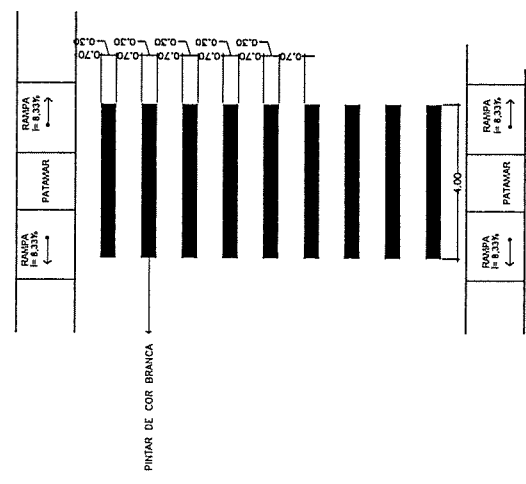 0.30
0.30
0.30
0.30
0.70
0.70
0.70
0.70
0.70
0.70
RAMPA
i= 8,33%
PATAMAR
RAMPA
i= 8,33%
4.00
PINTAR DE COR BRANCA
RAMPA
i= 8,33%
PATAMAR
RAMPA
i= 8,33%